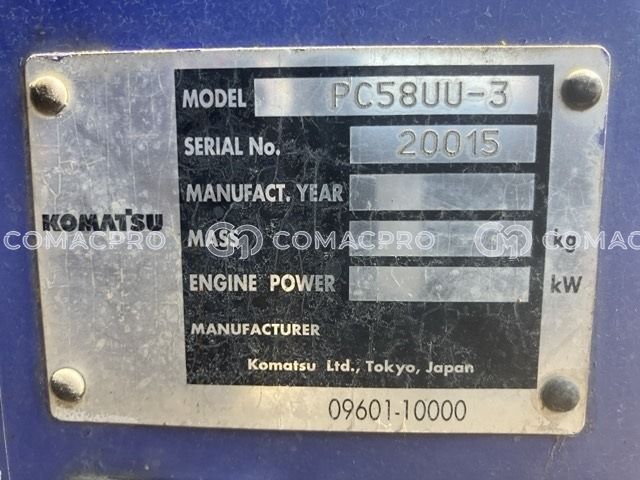 MODEL PC58UU-3
SERIAL No. 20015
MANUFACT. YEAR
KOMATSU
MASS kg
COMACPRO COMACPRO COMACPRO
ENGINE POWER kW
MANUFACTURER
Komatsu Ltd., Tokyo, Japan
09601-10000